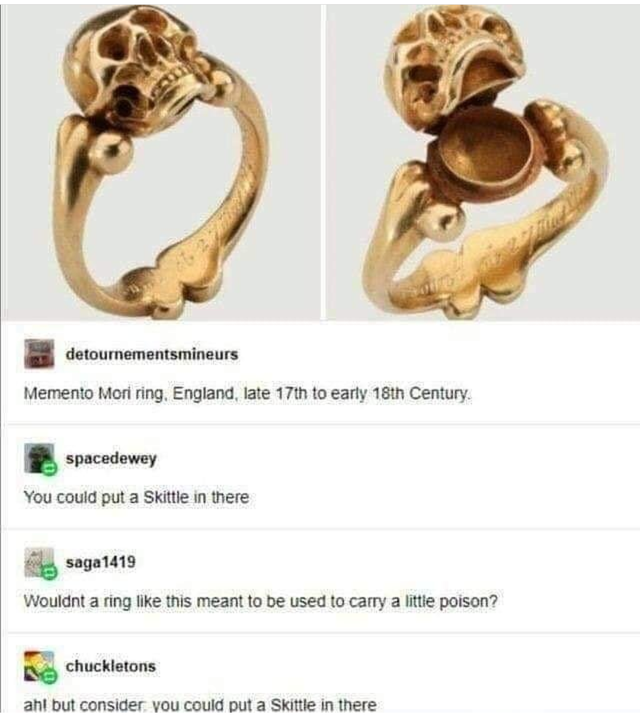 detournementsmineurs
Memento Mori ring, England, late 17th to early 18th Century.
spacedewey
You could put a Skittle in there
saga1419
Wouldnt a ring like this meant to be used to carry a little poison?
chuckletons
ah! but consider: you could put a Skittle in there